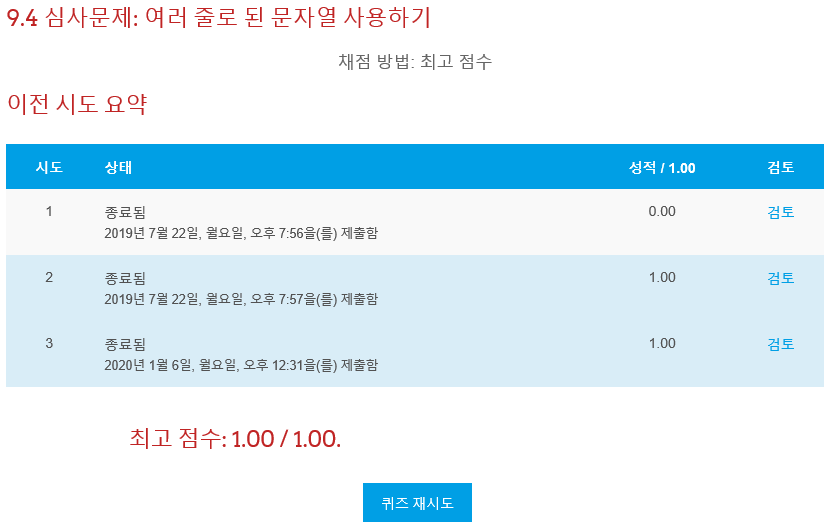 9.4 심사문제: 여러 줄로 된 문자열 사용하기
채점 방법: 최고 점수
이전 시도 요약
시도 상태 성적 / 1.00 검토
1 종료됨 0.00 검토
2019년 7월 22일, 월요일, 오후 7:56을(를) 제출함
2 종료됨 1.00 검토
2019년 7월 22일, 월요일, 오후 7:57을(를) 제출함
3 종료됨 1.00 검토
2020년 1월 6일, 월요일, 오후 12:31을(를) 제출함
최고 점수: 1.00 / 1.00.
퀴즈 재시도